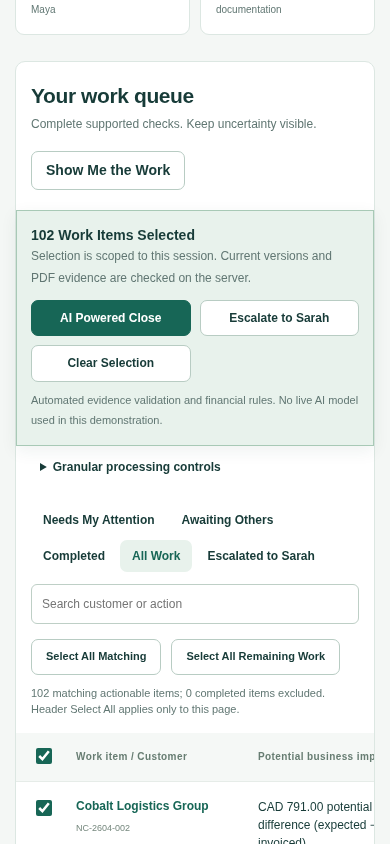 Maya
documentation
Your work queue
Complete supported checks. Keep uncertainty visible.
Show Me the Work
102 Work Items Selected
Selection is scoped to this session. Current versions and
PDF evidence are checked on the server.
AI Powered Close
Escalate to Sarah
Clear Selection
Automated evidence validation and financial rules. No live AI model
used in this demonstration.
Granular processing controls
Needs My Attention
Awaiting Others
Completed
All Work
Escalated to Sarah
Search customer or action
Select All Matching
Select All Remaining Work
102 matching actionable items; 0 completed items excluded.
Header Select All applies only to this page.
Work item / Customer
Potential business imp
Cobalt Logistics Group
NC-2604-002
CAD 791.00 potential
difference (expected −
invoiced)